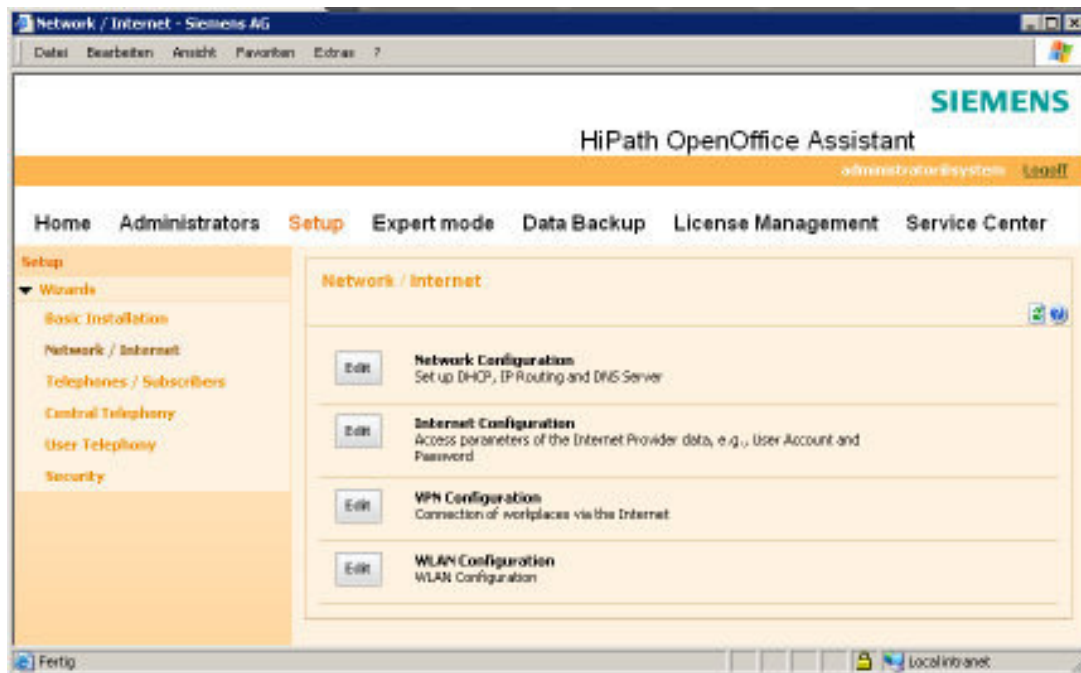 Network / Internet - Siemens AG
Datei Bearbeiten Ansicht Favoriten Extras ?
SIEMENS
HiPath OpenOffice Assistant
administrator@system Logoff
Home Administrators Setup Expert mode Data Backup License Management Service Center
Setup
Wizards
Basic Installation
Network / Internet
Telephones / Subscribers
Central Telephony
User Telephony
Security
Network / Internet
Edit
Network Configuration
Set up DHCP, IP Routing and DNS Server
Edit
Internet Configuration
Access parameters of the Internet Provider data, e.g., User Account and
Password
Edit
VPN Configuration
Connection of workplaces via the Internet
Edit
WLAN Configuration
WLAN Configuration
Fertig
Local intranet